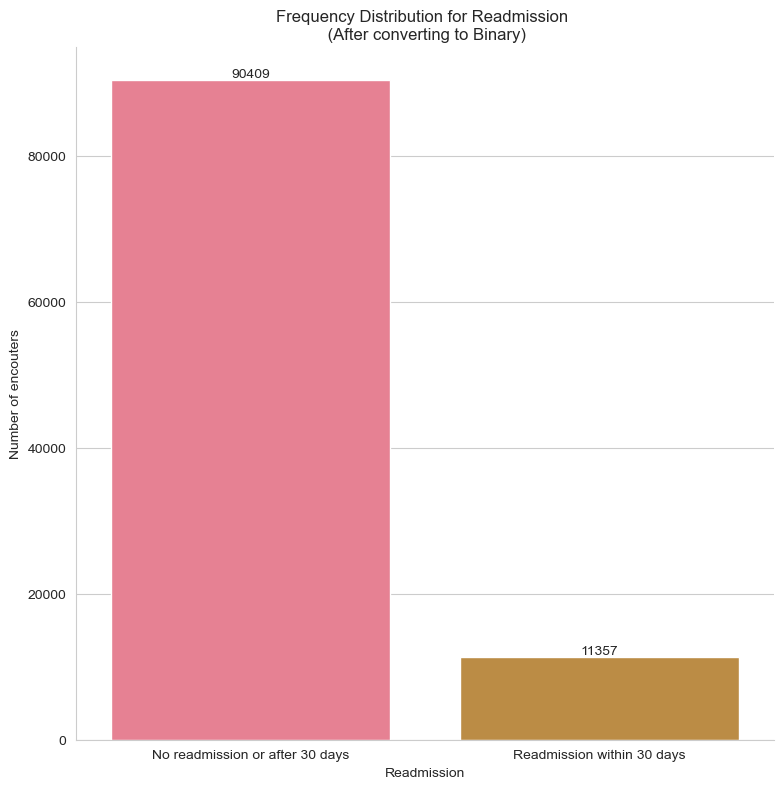 Frequency Distribution for Readmission
(After converting to Binary)
90409
80000
60000
40000
20000
0
11357
Number of encouters
No readmission or after 30 days
Readmission within 30 days
Readmission